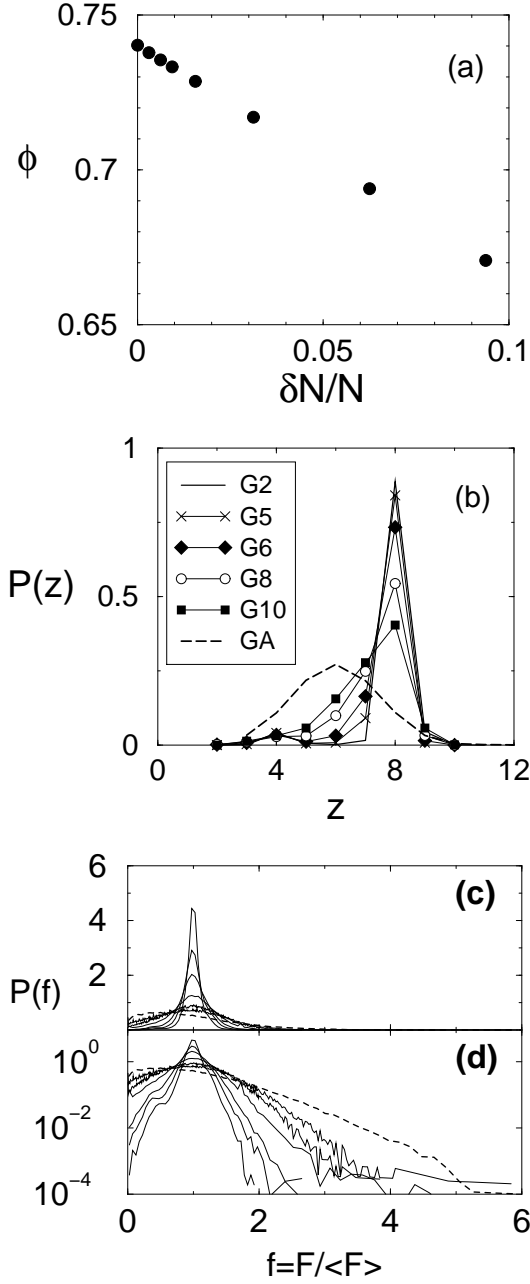 0.75
(a)
ϕ
0.7
0.65
0 0.05 0.1
δN/N
1
(b)
G2
G5
G6
G8
G10
GA
P(z)
0.5
0
0 4 8 12
z
6
(c)
4
P(f)
2
(d)
10^0
10^-2
10^-4
0 2 4 6
f=F/<F>